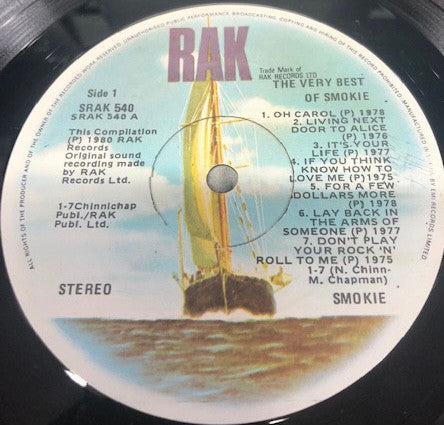 RAK
Trade Mark of
RAK RECORDS LTD
THE VERY BEST
OF SMOKIE
Side 1
SRAK 540
SRAK 540 A
This Compilation
(P) 1980 RAK
Records
Original sound
recording made
by RAK
Records Ltd.
1-7Chinnichap
Publ./RAK
Publ. Ltd.
STEREO
1. OH CAROL (P) 1978
2. LIVING NEXT
DOOR TO ALICE
(P) 1976
3. IT'S YOUR
LIFE (P) 1977
4. IF YOU THINK
YOU KNOW HOW TO
LOVE ME (P)1975
5. FOR A FEW
DOLLARS MORE
(P) 1978
6. LAY BACK IN
THE ARMS OF
SOMEONE (P) 1977
7. DON'T PLAY
YOUR ROCK 'N'
ROLL TO ME (P) 1975
1-7 (N. Chinn-
M. Chapman)
SMOKIE
ALL RIGHTS OF THE PRODUCER AND OF THE OWNER OF THE RECORDED WORK RESERVED. UNAUTHORISED PUBLIC PERFORMANCE, BROADCASTING, COPYING AND HIRING OF THIS RECORD PROHIBITED.
EMI RECORDS LIMITED